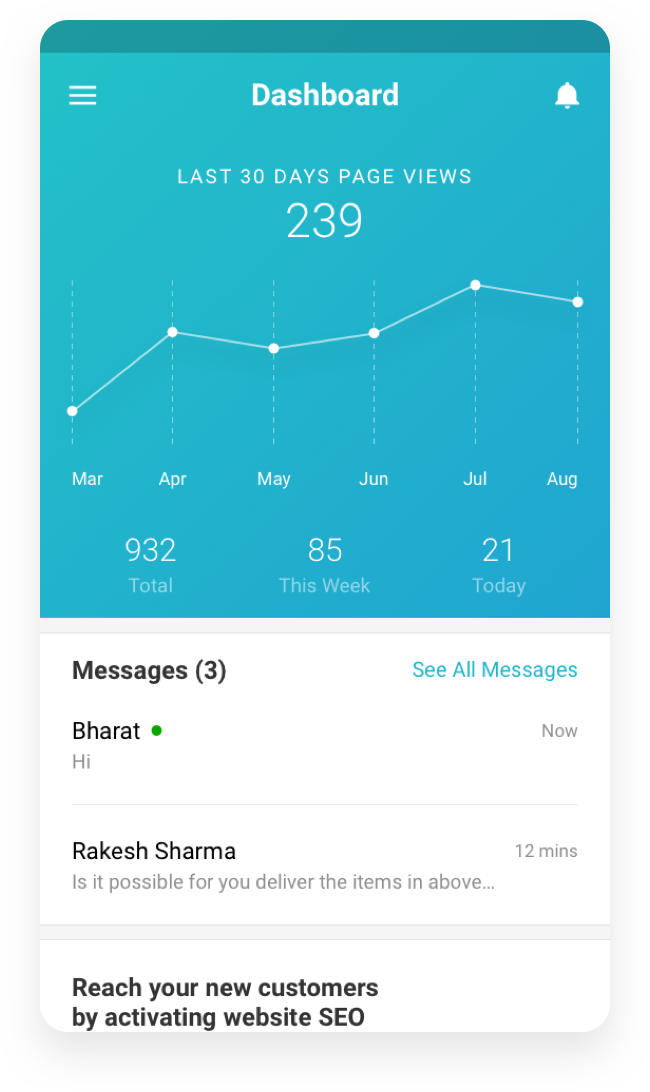 Dashboard
LAST 30 DAYS PAGE VIEWS
239
Mar Apr May Jun Jul Aug
932 85 21
Total This Week Today
Messages (3) See All Messages
Bharat Now
Hi
Rakesh Sharma 12 mins
Is it possible for you deliver the items in above...
Reach your new customers
by activating website SEO